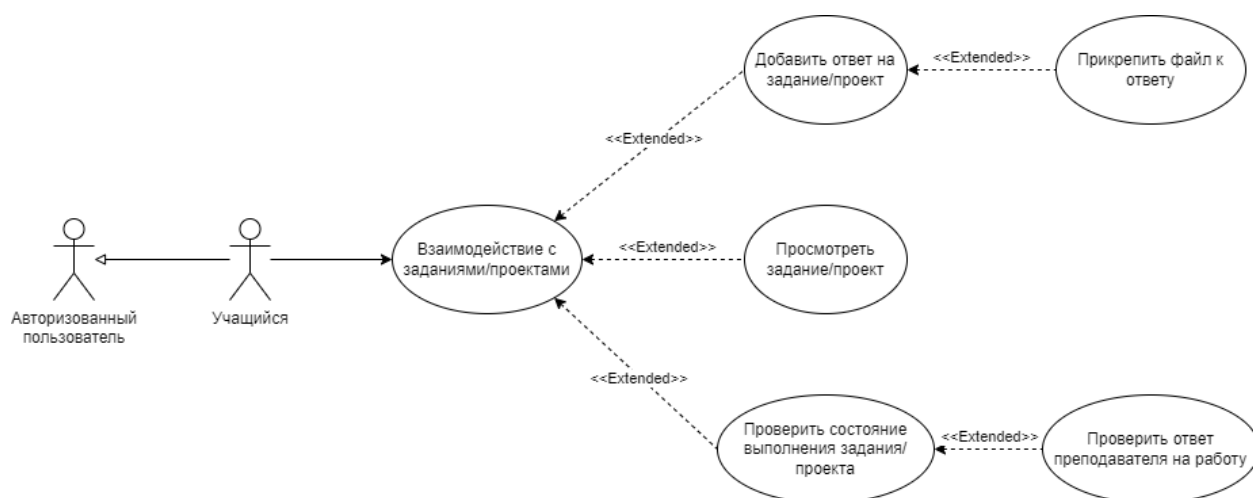 Добавить ответ на
задание/проект
<<Extended>>
Прикрепить файл к
ответу
<<Extended>>
Авторизованный
пользователь
Учащийся
Взаимодействие с
заданиями/проектами
<<Extended>>
Просмотреть
задание/проект
<<Extended>>
Проверить состояние
выполнения задания/
проекта
<<Extended>>
Проверить ответ
преподавателя на работу